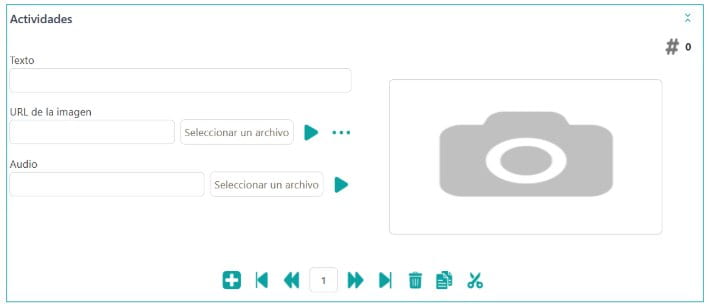 Actividades
# 0
Texto
URL de la imagen
Seleccionar un archivo
Audio
Seleccionar un archivo
1